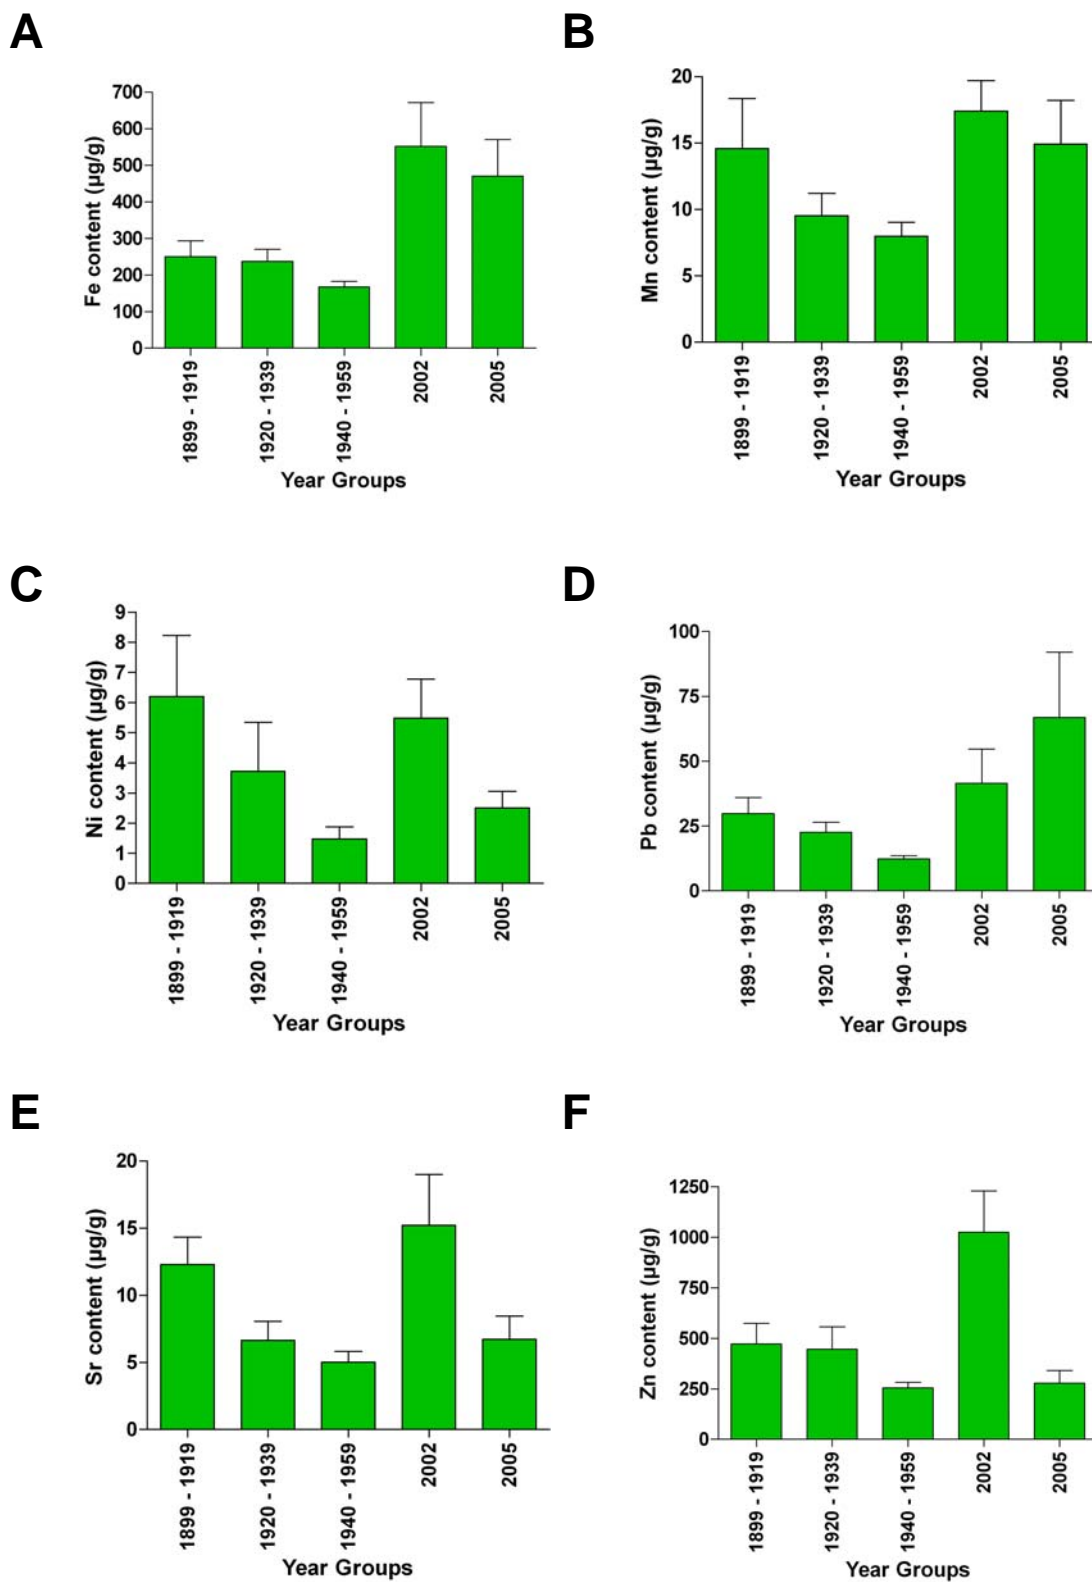 A
Fe content (µg/g)
700
600
500
400
300
200
100
0
1899 - 1919
1920 - 1939
1940 - 1959
2002
2005
Year Groups
B
Mn content (µg/g)
20
15
10
5
0
1899 - 1919
1920 - 1939
1940 - 1959
2002
2005
Year Groups
C
Ni content (µg/g)
9
8
7
6
5
4
3
2
1
0
1899 - 1919
1920 - 1939
1940 - 1959
2002
2005
Year Groups
D
Pb content (µg/g)
100
75
50
25
0
1899 - 1919
1920 - 1939
1940 - 1959
2002
2005
Year Groups
E
Sr content (µg/g)
20
15
10
5
0
1899 - 1919
1920 - 1939
1940 - 1959
2002
2005
Year Groups
F
Zn content (µg/g)
1250
1000
750
500
250
0
1899 - 1919
1920 - 1939
1940 - 1959
2002
2005
Year Groups